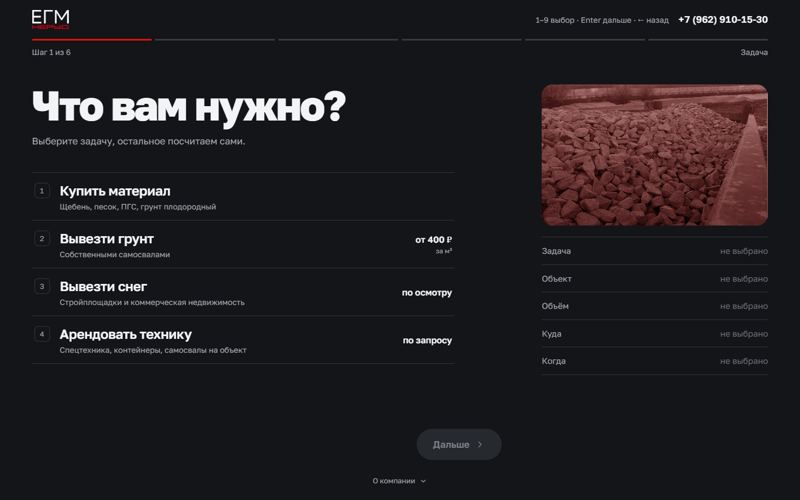 ЕГМ
НЕРУД
1–9 выбор · Enter дальше · ← назад
+7 (962) 910-15-30
Шаг 1 из 6
Задача
Что вам нужно?
Выберите задачу, остальное посчитаем сами.
1
Купить материал
Щебень, песок, ПГС, грунт плодородный
2
Вывезти грунт
Собственными самосвалами
от 400 ₽
за м³
3
Вывезти снег
Стройплощадки и коммерческая недвижимость
по осмотру
4
Арендовать технику
Спецтехника, контейнеры, самосвалы на объект
по запросу
Задача не выбрано
Объект не выбрано
Объём не выбрано
Куда не выбрано
Когда не выбрано
Дальше
О компании